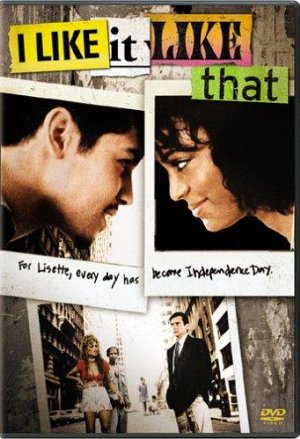 I LIKE it LIKE
that
For Lisette, every day has become Independence Day.
DVD
VIDEO